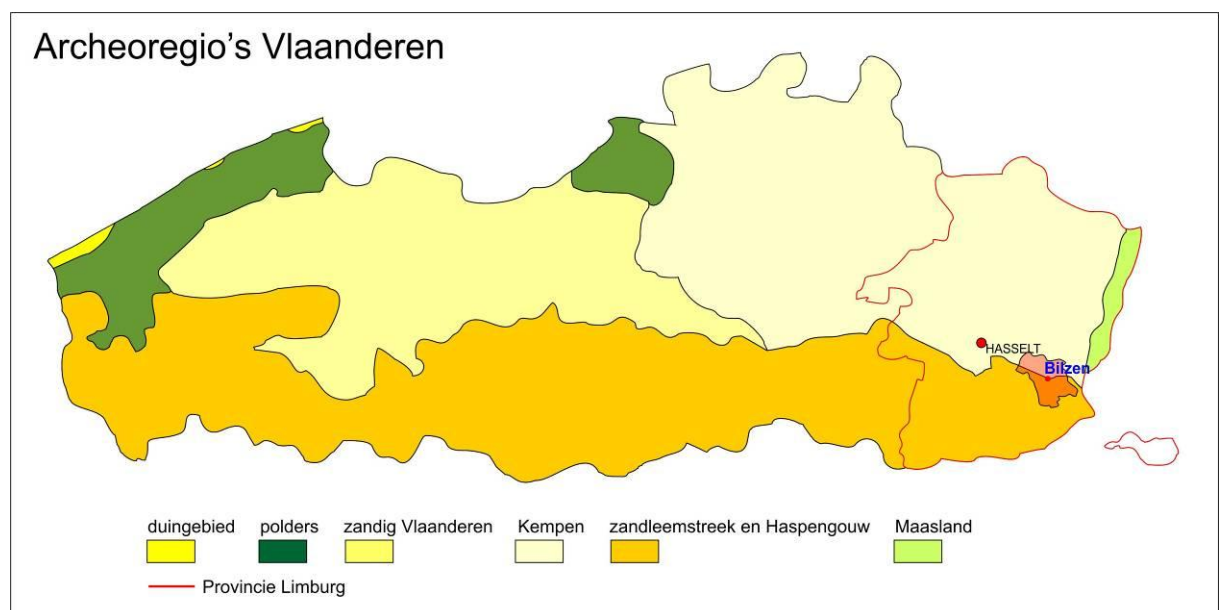 Archeoregio's Vlaanderen
HASSELT
Bilzen
duingebied polders zandig Vlaanderen Kempen zandleemstreek en Haspengouw Maasland
Provincie Limburg